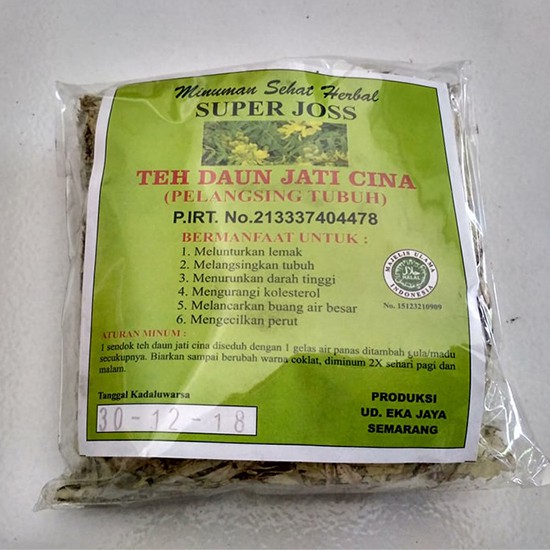 Minuman Sehat Herbal
SUPER JOSS
TEH DAUN JATI CINA
(PELANGSING TUBUH)
P.IRT. No.213337404478
BERMANFAAT UNTUK :
1. Melunturkan lemak
2. Melangsingkan tubuh
3. Menurunkan darah tinggi
4. Mengurangi kolesterol
5. Melancarkan buang air besar
6. Mengecilkan perut
MAJELIS ULAMA INDONESIA
HALAL
No. 15123210909
ATURAN MINUM :
1 sendok teh daun jati cina diseduh dengan 1 gelas air panas ditambah gula/madu
secukupnya. Biarkan sampai berubah warna coklat, diminum 2X sehari pagi dan
malam.
Tanggal Kadaluwarsa
30-12-18
PRODUKSI
UD. EKA JAYA
SEMARANG